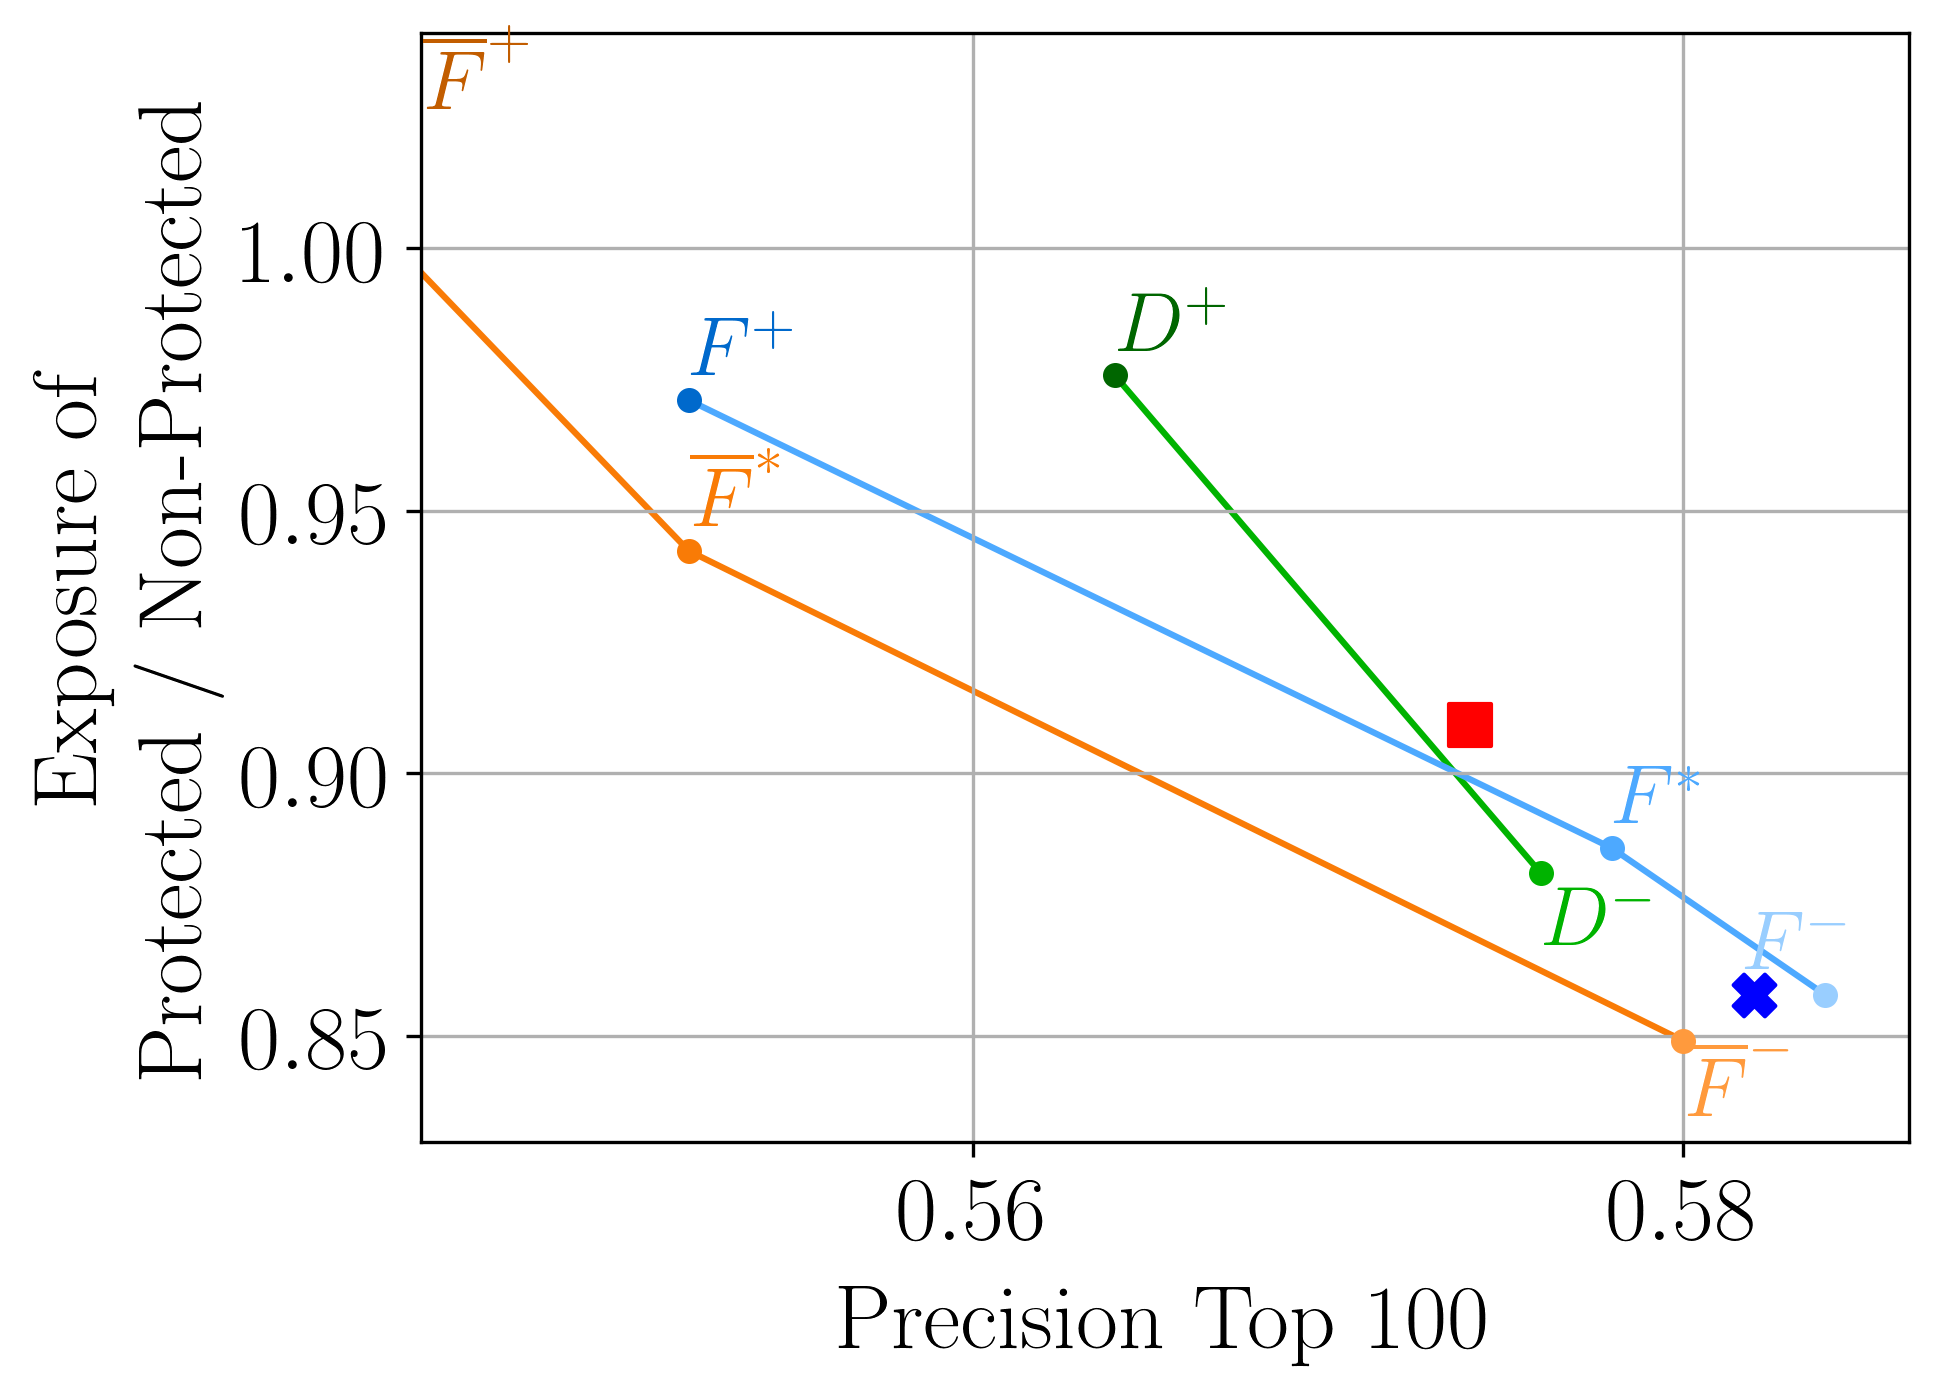 Exposure of
Protected / Non-Protected
1.00
0.95
0.90
0.85
F̅⁺
F⁺
D⁺
F̅*
F*
D⁻
F⁻
F̅⁻
0.56
0.58
Precision Top 100